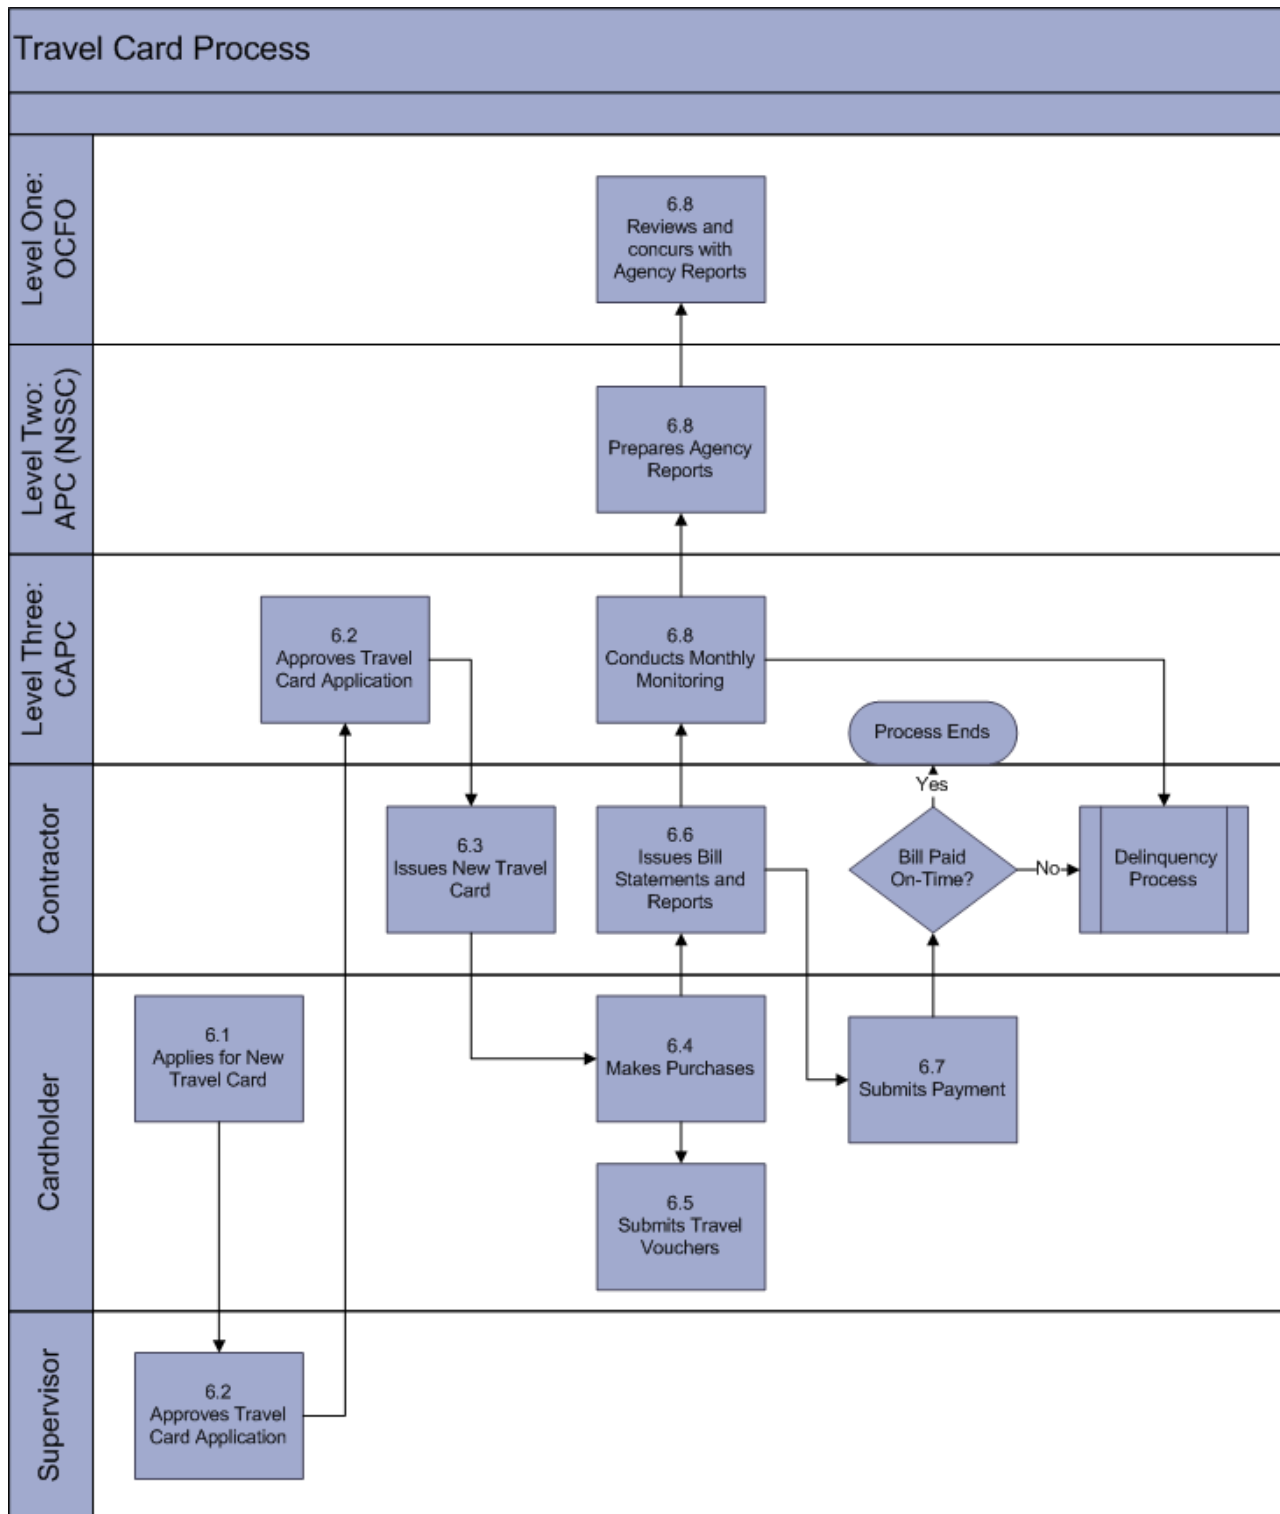 Travel Card Process
Level One:
OCFO
6.8
Reviews and
concurs with
Agency Reports
Level Two:
APC (NSSC)
6.8
Prepares Agency
Reports
Level Three:
CAPC
6.2
Approves Travel
Card Application
6.8
Conducts Monthly
Monitoring
Process Ends
Contractor
6.3
Issues New Travel
Card
6.6
Issues Bill
Statements and
Reports
Yes
Bill Paid
On-Time?
No
Delinquency
Process
Cardholder
6.1
Applies for New
Travel Card
6.4
Makes Purchases
6.7
Submits Payment
6.5
Submits Travel
Vouchers
Supervisor
6.2
Approves Travel
Card Application